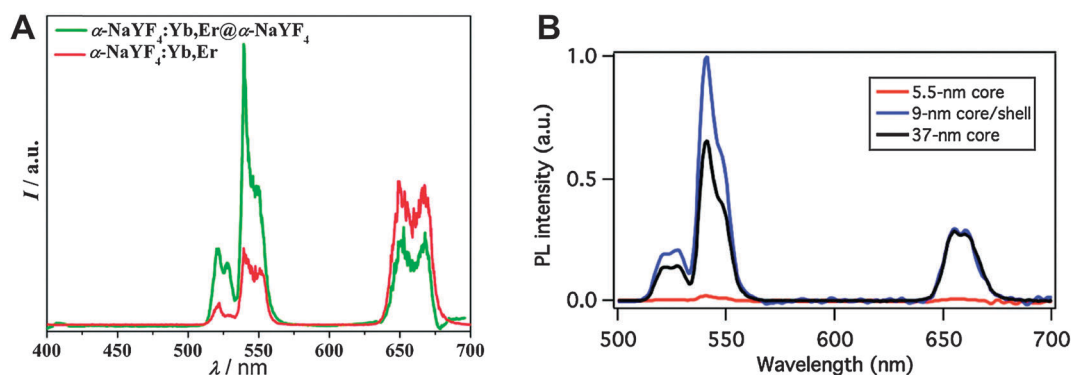 A
α-NaYF₄:Yb,Er@α-NaYF₄
α-NaYF₄:Yb,Er
I / a.u.
400 450 500 550 600 650 700
λ / nm
B
5.5-nm core
9-nm core/shell
37-nm core
PL intensity (a.u.)
1.0
0.5
0.0
500 550 600 650 700
Wavelength (nm)